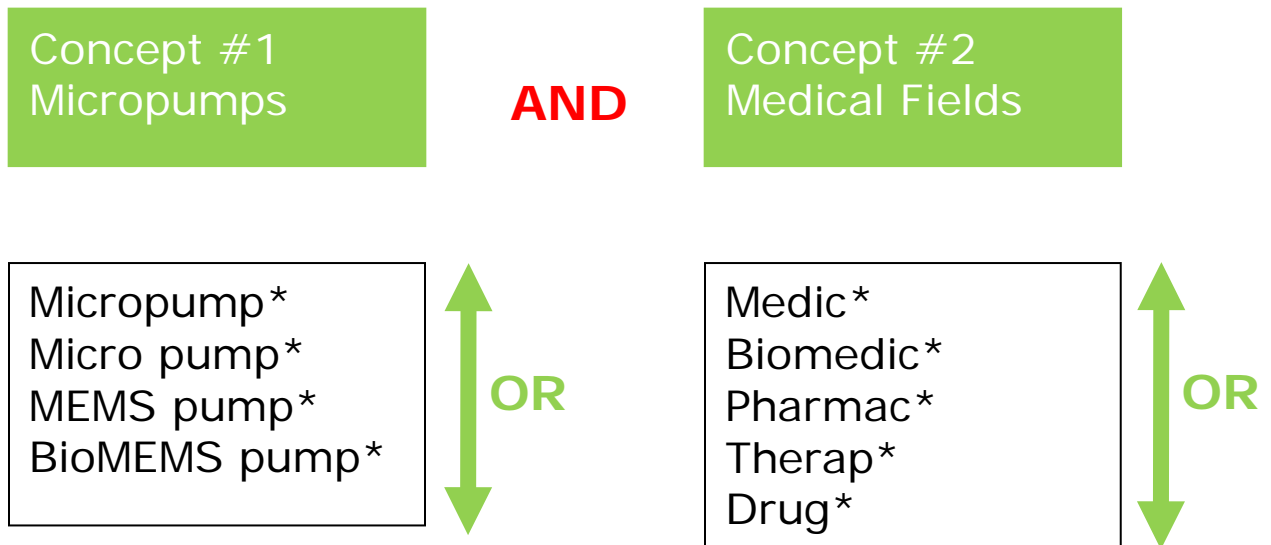 Concept #1
Micropumps
AND
Concept #2
Medical Fields
Micropump*
Micro pump*
MEMS pump*
BioMEMS pump*
OR
Medic*
Biomedic*
Pharmac*
Therap*
Drug*
OR